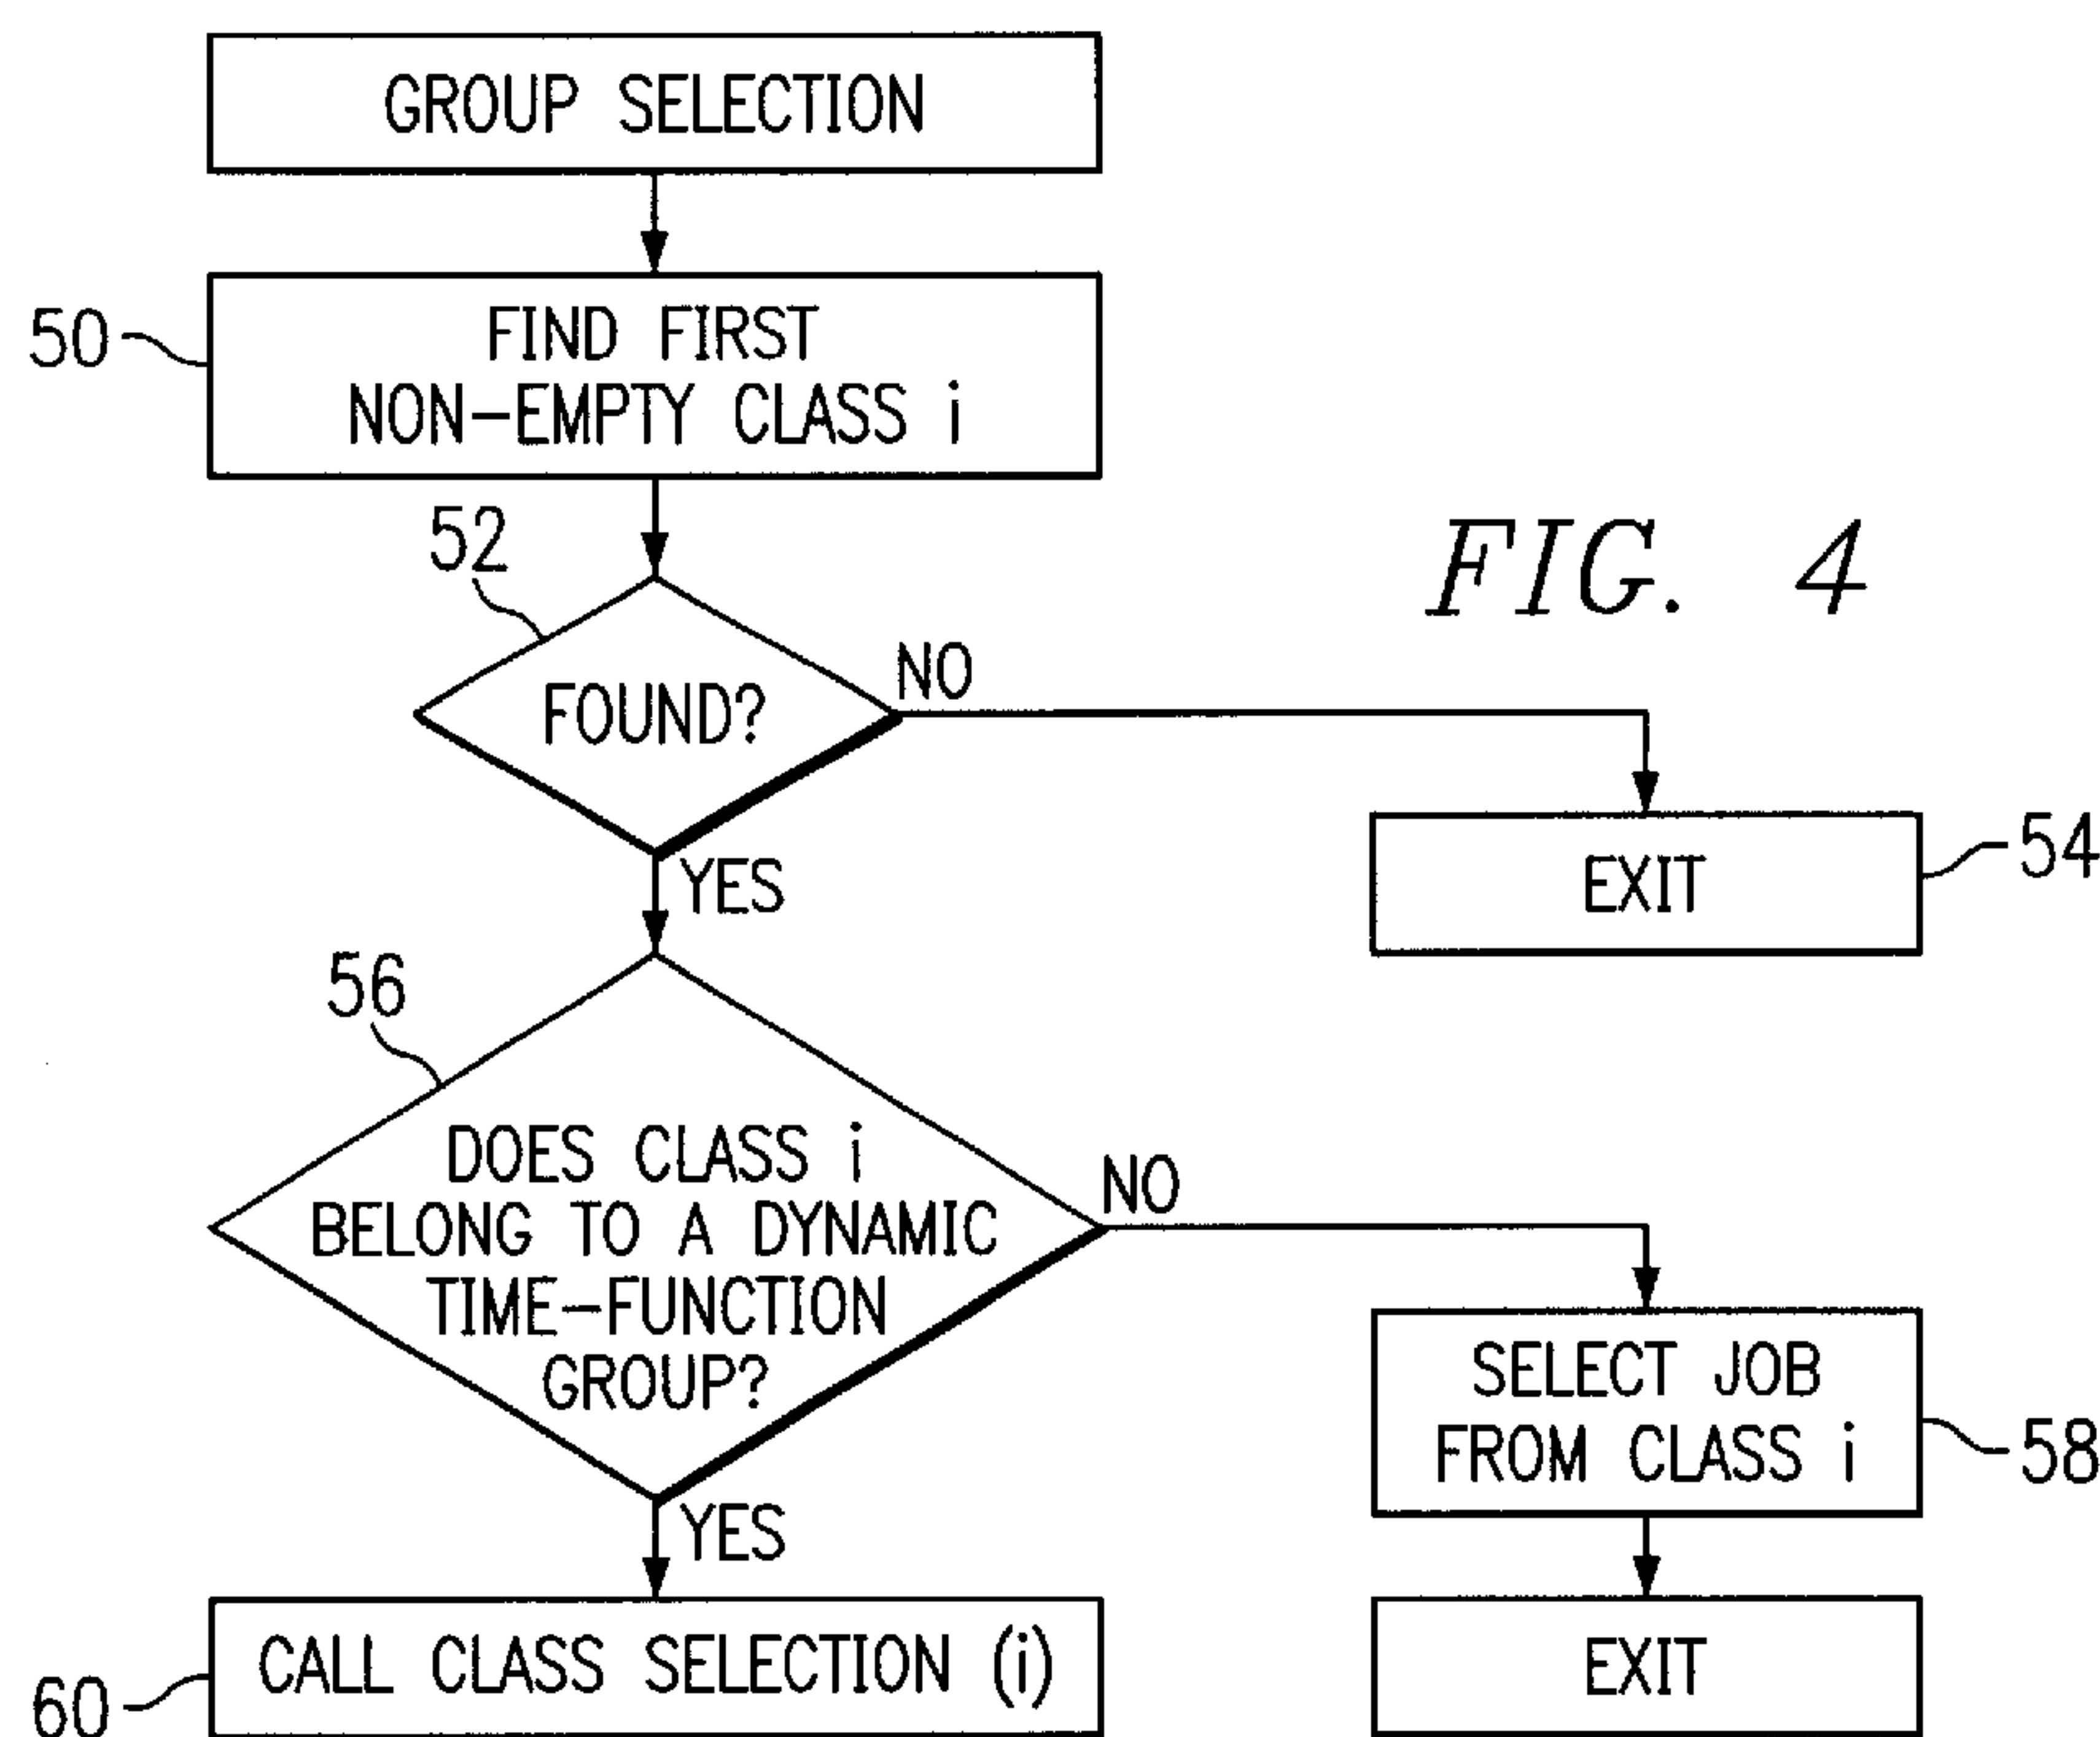 GROUP SELECTION
50
FIND FIRST
NON-EMPTY CLASS i
52
FOUND?
NO
FIG. 4
EXIT
54
YES
56
DOES CLASS i
BELONG TO A DYNAMIC
TIME-FUNCTION
GROUP?
NO
SELECT JOB
FROM CLASS i
58
YES
60
CALL CLASS SELECTION (i)
EXIT